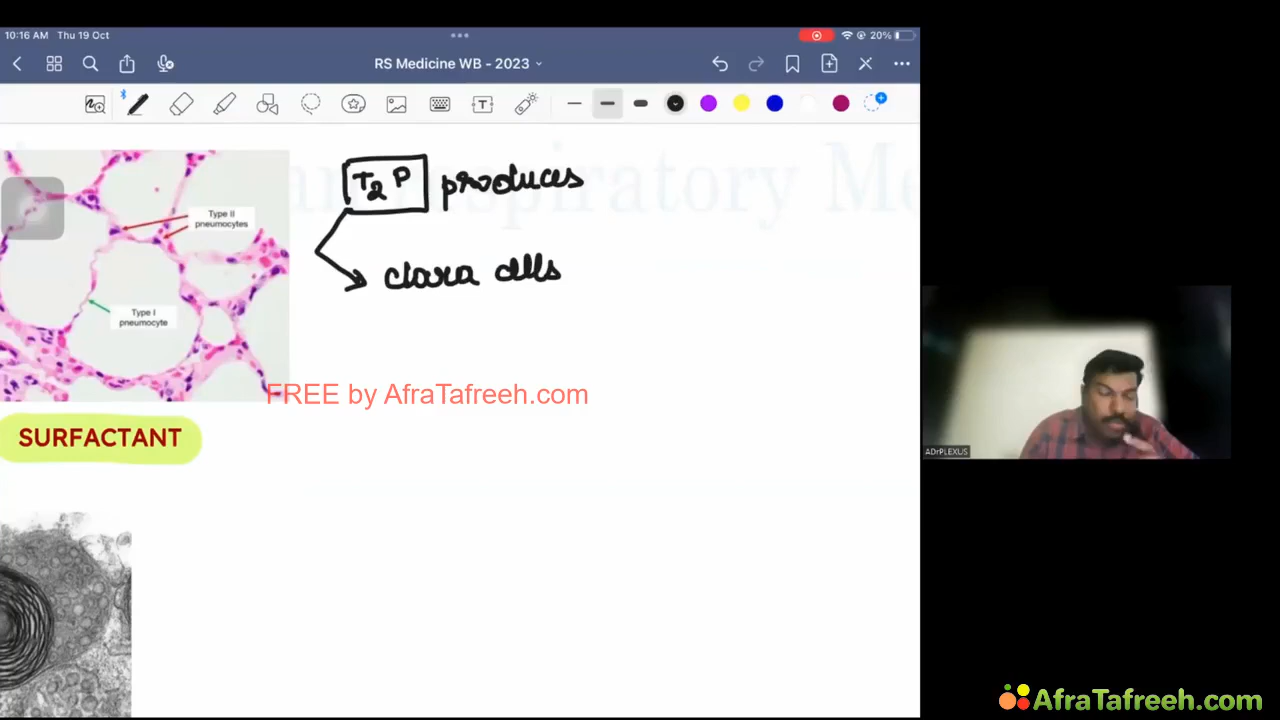 10:16 AM Thu 19 Oct
20%
RS Medicine WB - 2023
T
Type II
pneumocytes
T2 P produces
clara cells
Type I
pneumocyte
FREE by AfraTafreeh.com
SURFACTANT
ADrPLEXUS
AfraTafreeh.com